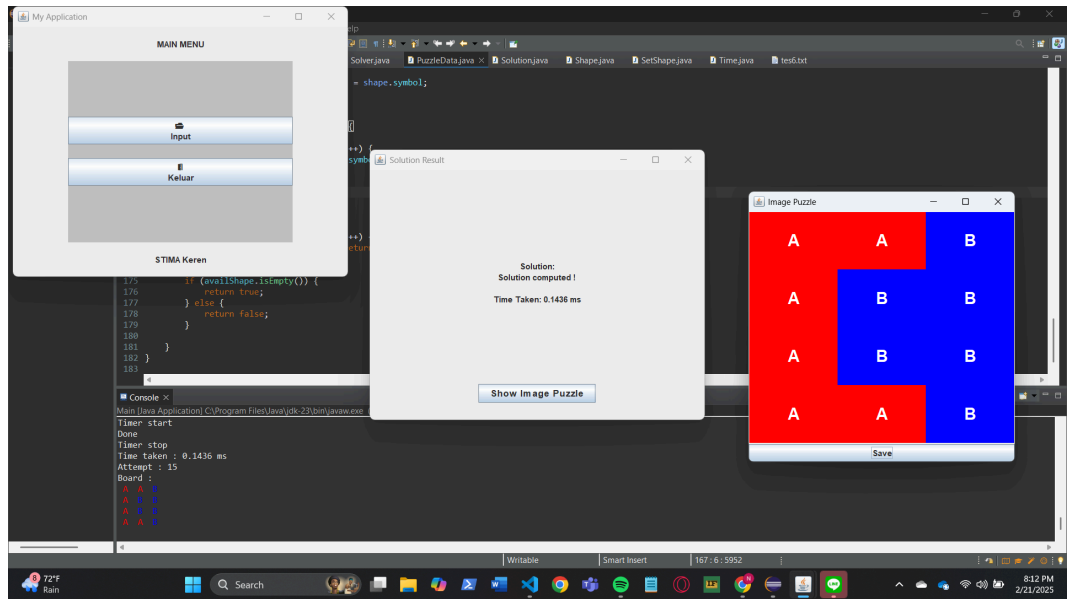 My Application
MAIN MENU
Input
Keluar
STIMA Keren
elp
Solver.java
PuzzleData.java
Solution.java
Shape.java
SetShape.java
Time.java
tes6.txt
= shape.symbol;
{
++) {
symb
++)
etur
175 if (availShape.isEmpty()) {
176 return true;
177 } else {
178 return false;
179 }
180
181 }
182 }
183
Solution Result
Solution:
Solution computed !
Time Taken: 0.1436 ms
Show Image Puzzle
Image Puzzle
A A B
A B B
A B B
A A B
Save
Console
Main [Java Application] C:\Program Files\Java\jdk-23\bin\javaw.exe (
Timer start
Done
Timer stop
Time taken : 0.1436 ms
Attempt : 15
Board :
A A B
A B B
A B B
A A B
Writable
Smart Insert
167 : 6 : 5952
8
72°F
Rain
Search
8:12 PM
2/21/2025